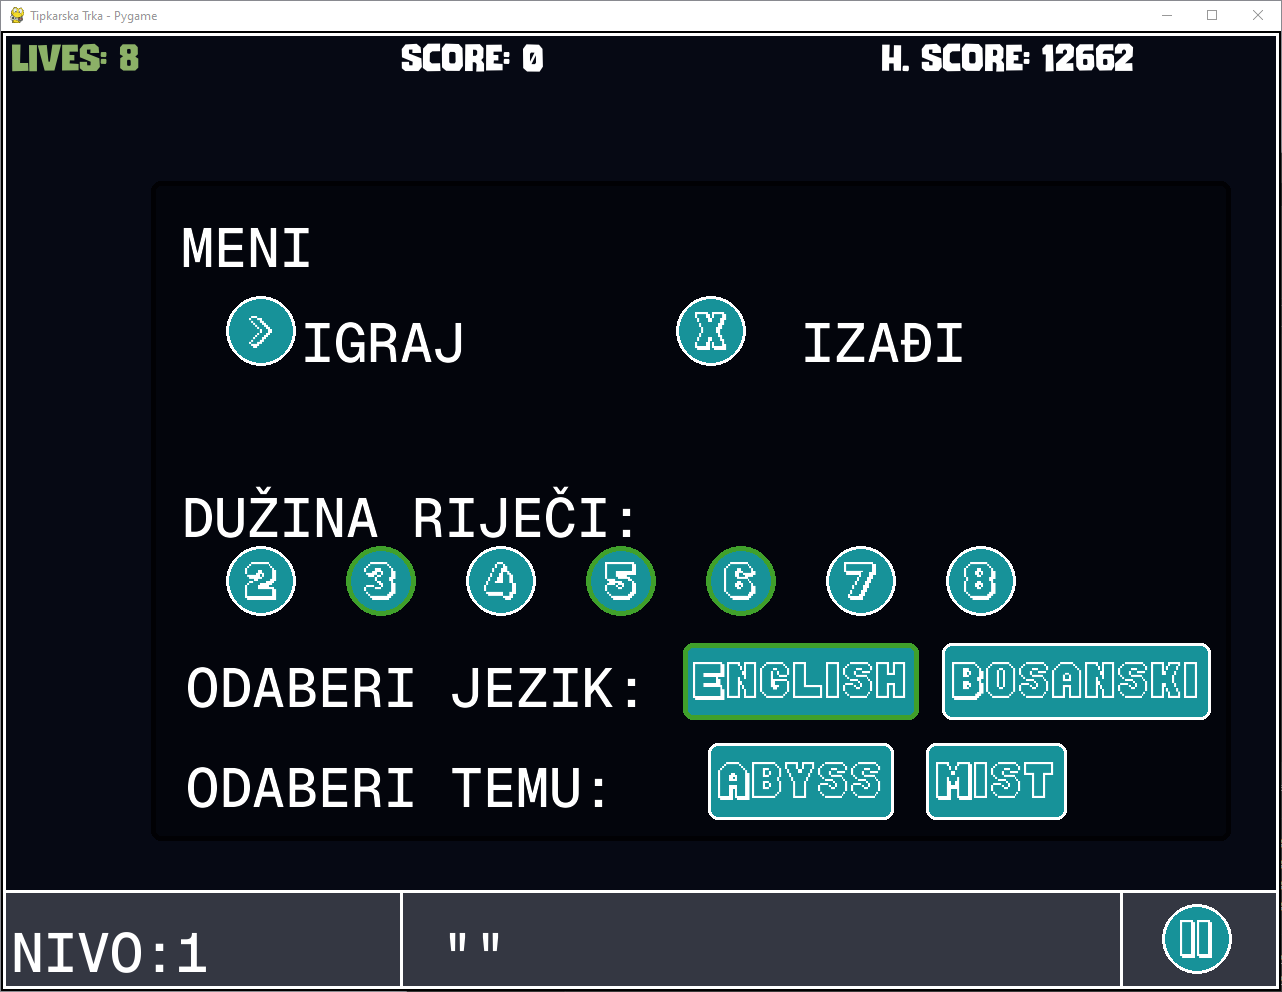 Tipkarska Trka - Pygame
LIVES: 8 SCORE: 0 H. SCORE: 12662
MENI
> IGRAJ X IZAĐI
DUŽINA RIJEČI:
2 3 4 5 6 7 8
ODABERI JEZIK: ENGLISH BOSANSKI
ODABERI TEMU: ABYSS MIST
NIVO:1 ""